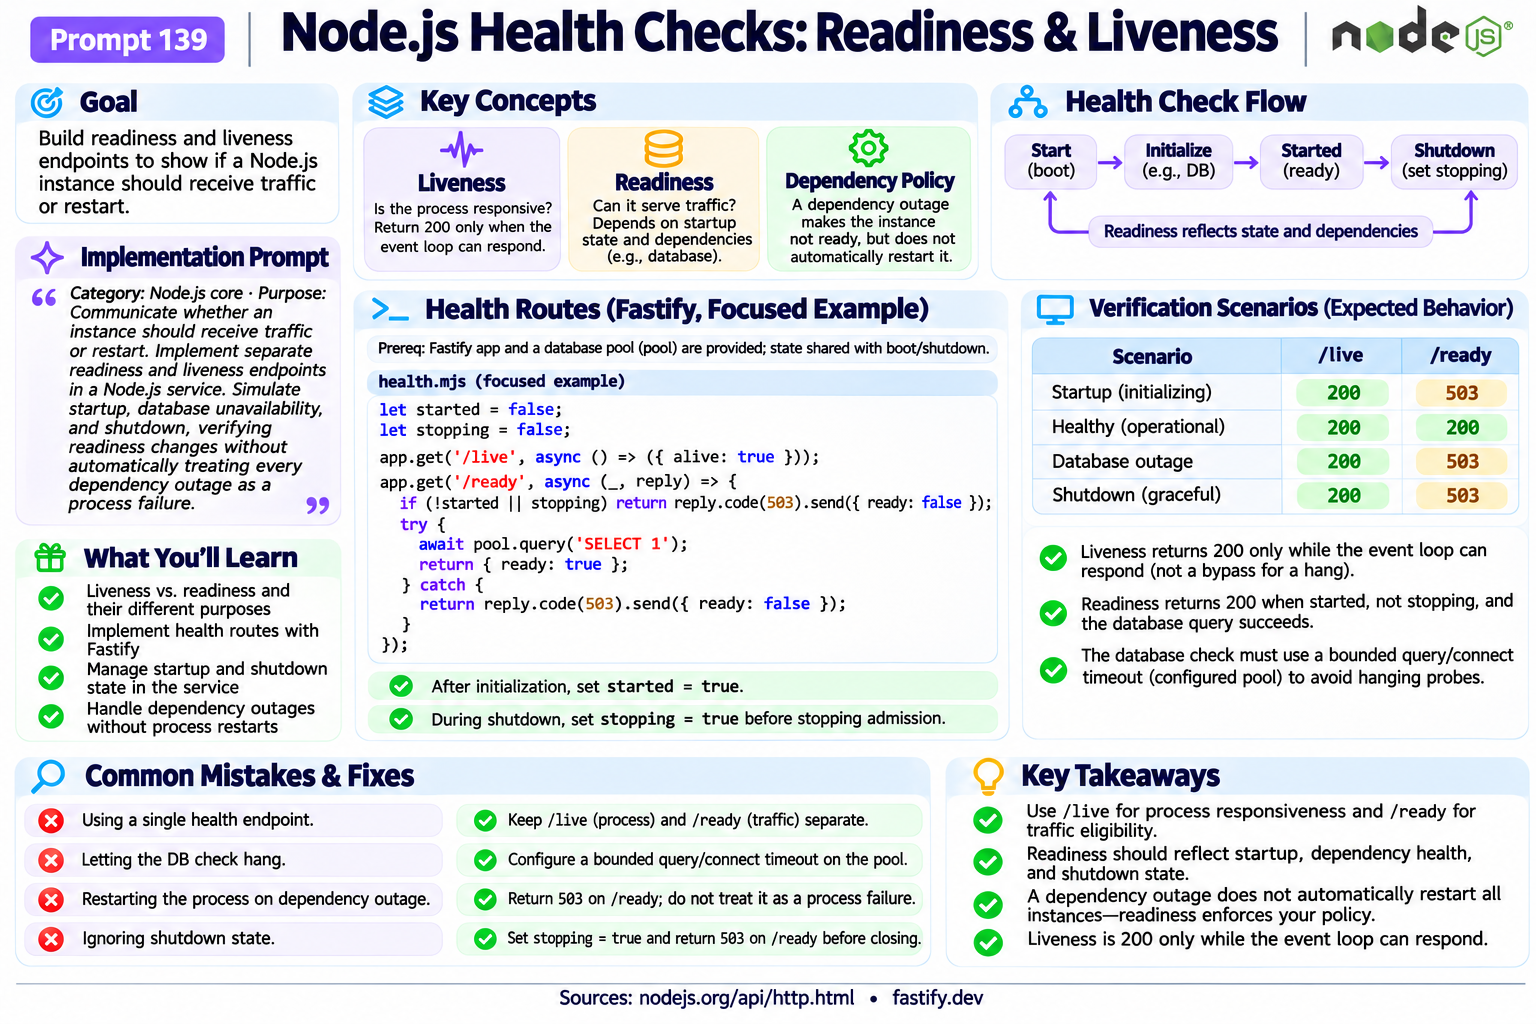 Prompt 139
Node.js Health Checks: Readiness & Liveness
node JS®
Goal
Build readiness and liveness
endpoints to show if a Node.js
instance should receive traffic
or restart.
Implementation Prompt
“ Category: Node.js core · Purpose:
Communicate whether an
instance should receive traffic
or restart. Implement separate
readiness and liveness endpoints
in a Node.js service. Simulate
startup, database unavailability,
and shutdown, verifying
readiness changes without
automatically treating every
dependency outage as a
process failure. ”
What You’ll Learn
Liveness vs. readiness and
their different purposes
Implement health routes with
Fastify
Manage startup and shutdown
state in the service
Handle dependency outages
without process restarts
Key Concepts
Liveness
Is the process responsive?
Return 200 only when the
event loop can respond.
Readiness
Can it serve traffic?
Depends on startup
state and dependencies
(e.g., database).
Dependency Policy
A dependency outage
makes the instance
not ready, but does not
automatically restart it.
Health Check Flow
Start
(boot)
Initialize
(e.g., DB)
Started
(ready)
Shutdown
(set stopping)
Readiness reflects state and dependencies
Health Routes (Fastify, Focused Example)
Prereq: Fastify app and a database pool (pool) are provided; state shared with boot/shutdown.
health.mjs (focused example)
let started = false;
let stopping = false;
app.get('/live', async () => ({ alive: true }));
app.get('/ready', async (_, reply) => {
if (!started || stopping) return reply.code(503).send({ ready: false });
try {
await pool.query('SELECT 1');
return { ready: true };
} catch {
return reply.code(503).send({ ready: false });
}
});
After initialization, set started = true.
During shutdown, set stopping = true before stopping admission.
Verification Scenarios (Expected Behavior)
Scenario /live /ready
Startup (initializing) 200 503
Healthy (operational) 200 200
Database outage 200 503
Shutdown (graceful) 200 503
Liveness returns 200 only while the event loop can
respond (not a bypass for a hang).
Readiness returns 200 when started, not stopping, and
the database query succeeds.
The database check must use a bounded query/connect
timeout (configured pool) to avoid hanging probes.
Common Mistakes & Fixes
Using a single health endpoint.
Keep /live (process) and /ready (traffic) separate.
Letting the DB check hang.
Configure a bounded query/connect timeout on the pool.
Restarting the process on dependency outage.
Return 503 on /ready; do not treat it as a process failure.
Ignoring shutdown state.
Set stopping = true and return 503 on /ready before closing.
Key Takeaways
Use /live for process responsiveness and /ready for
traffic eligibility.
Readiness should reflect startup, dependency health,
and shutdown state.
A dependency outage does not automatically restart all
instances—readiness enforces your policy.
Liveness is 200 only while the event loop can respond.
Sources: nodejs.org/api/http.html • fastify.dev